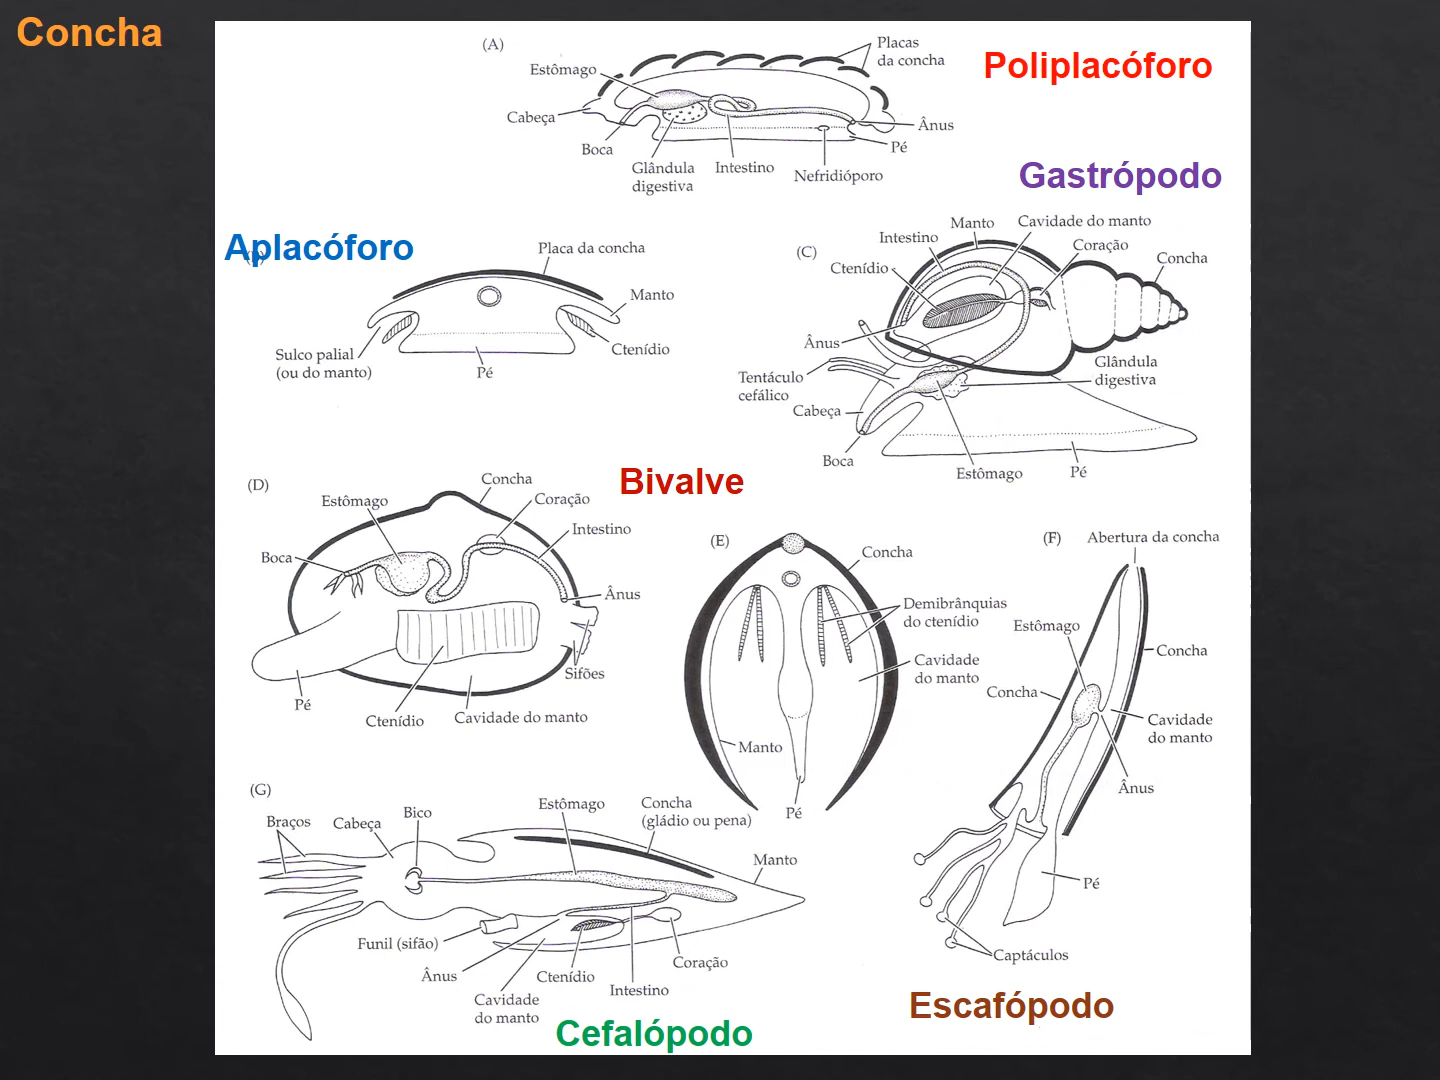 Concha
(A)
Placas
da concha
Poliplacóforo
Estômago
Cabeça
Ânus
Boca
Pé
Glândula
digestiva
Intestino
Nefridióporo
Gastrópodo
Aplacóforo
Placa da concha
Manto
Sulco palial
(ou do manto)
Pé
Ctenídio
(C)
Manto
Cavidade do manto
Intestino
Coração
Ctenídio
Concha
Ânus
Glândula
digestiva
Tentáculo
cefálico
Cabeça
Boca
Estômago
Pé
Bivalve
(D)
Concha
Estômago
Coração
Intestino
Boca
Ânus
Sifões
Pé
Ctenídio
Cavidade do manto
(E)
Concha
Demibrânquias
do ctenídio
Cavidade
do manto
Manto
Pé
(F)
Abertura da concha
Estômago
Concha
Concha
Cavidade
do manto
Ânus
Pé
Captáculos
Escafópodo
(G)
Braços
Cabeça
Bico
Estômago
Concha
(gládio ou pena)
Manto
Funil (sifão)
Ânus
Ctenídio
Coração
Cavidade
do manto
Intestino
Cefalópodo